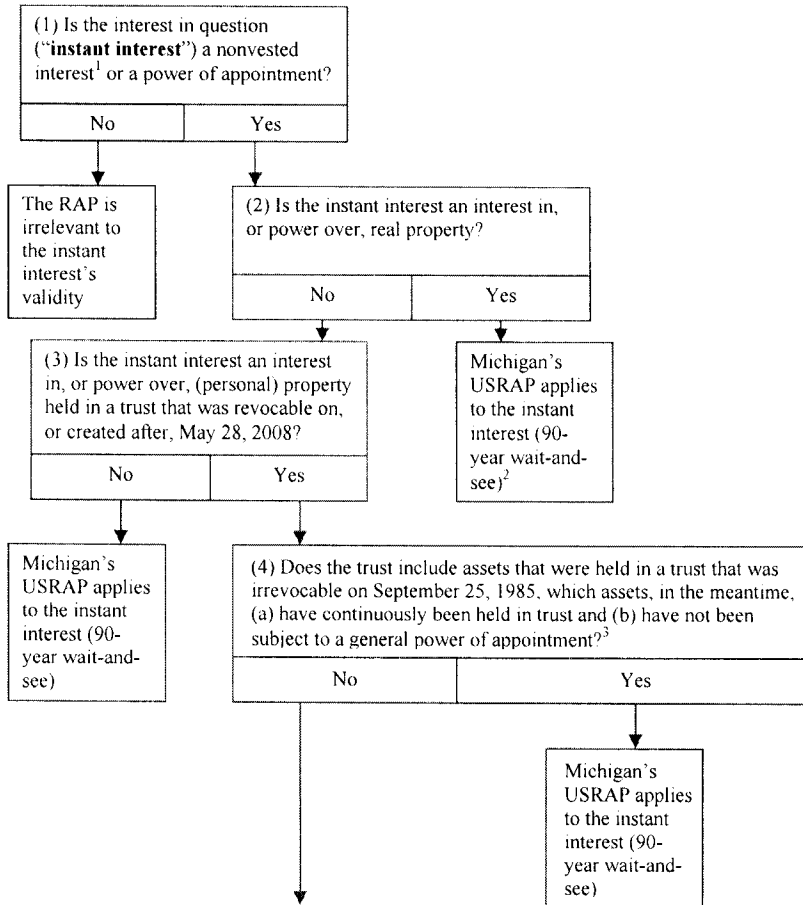 (1) Is the interest in question
(“instant interest”) a nonvested
interest1 or a power of appointment?
No
Yes
The RAP is
irrelevant to
the instant
interest's
validity
(2) Is the instant interest an interest in,
or power over, real property?
No
Yes
(3) Is the instant interest an interest
in, or power over, (personal) property
held in a trust that was revocable on,
or created after, May 28, 2008?
No
Yes
Michigan's
USRAP applies
to the instant
interest (90-
year wait-and-
see)2
Michigan's
USRAP applies
to the instant
interest (90-
year wait-and-
see)
(4) Does the trust include assets that were held in a trust that was
irrevocable on September 25, 1985, which assets, in the meantime,
(a) have continuously been held in trust and (b) have not been
subject to a general power of appointment?3
No
Yes
Michigan's
USRAP applies
to the instant
interest (90-
year wait-and-
see)